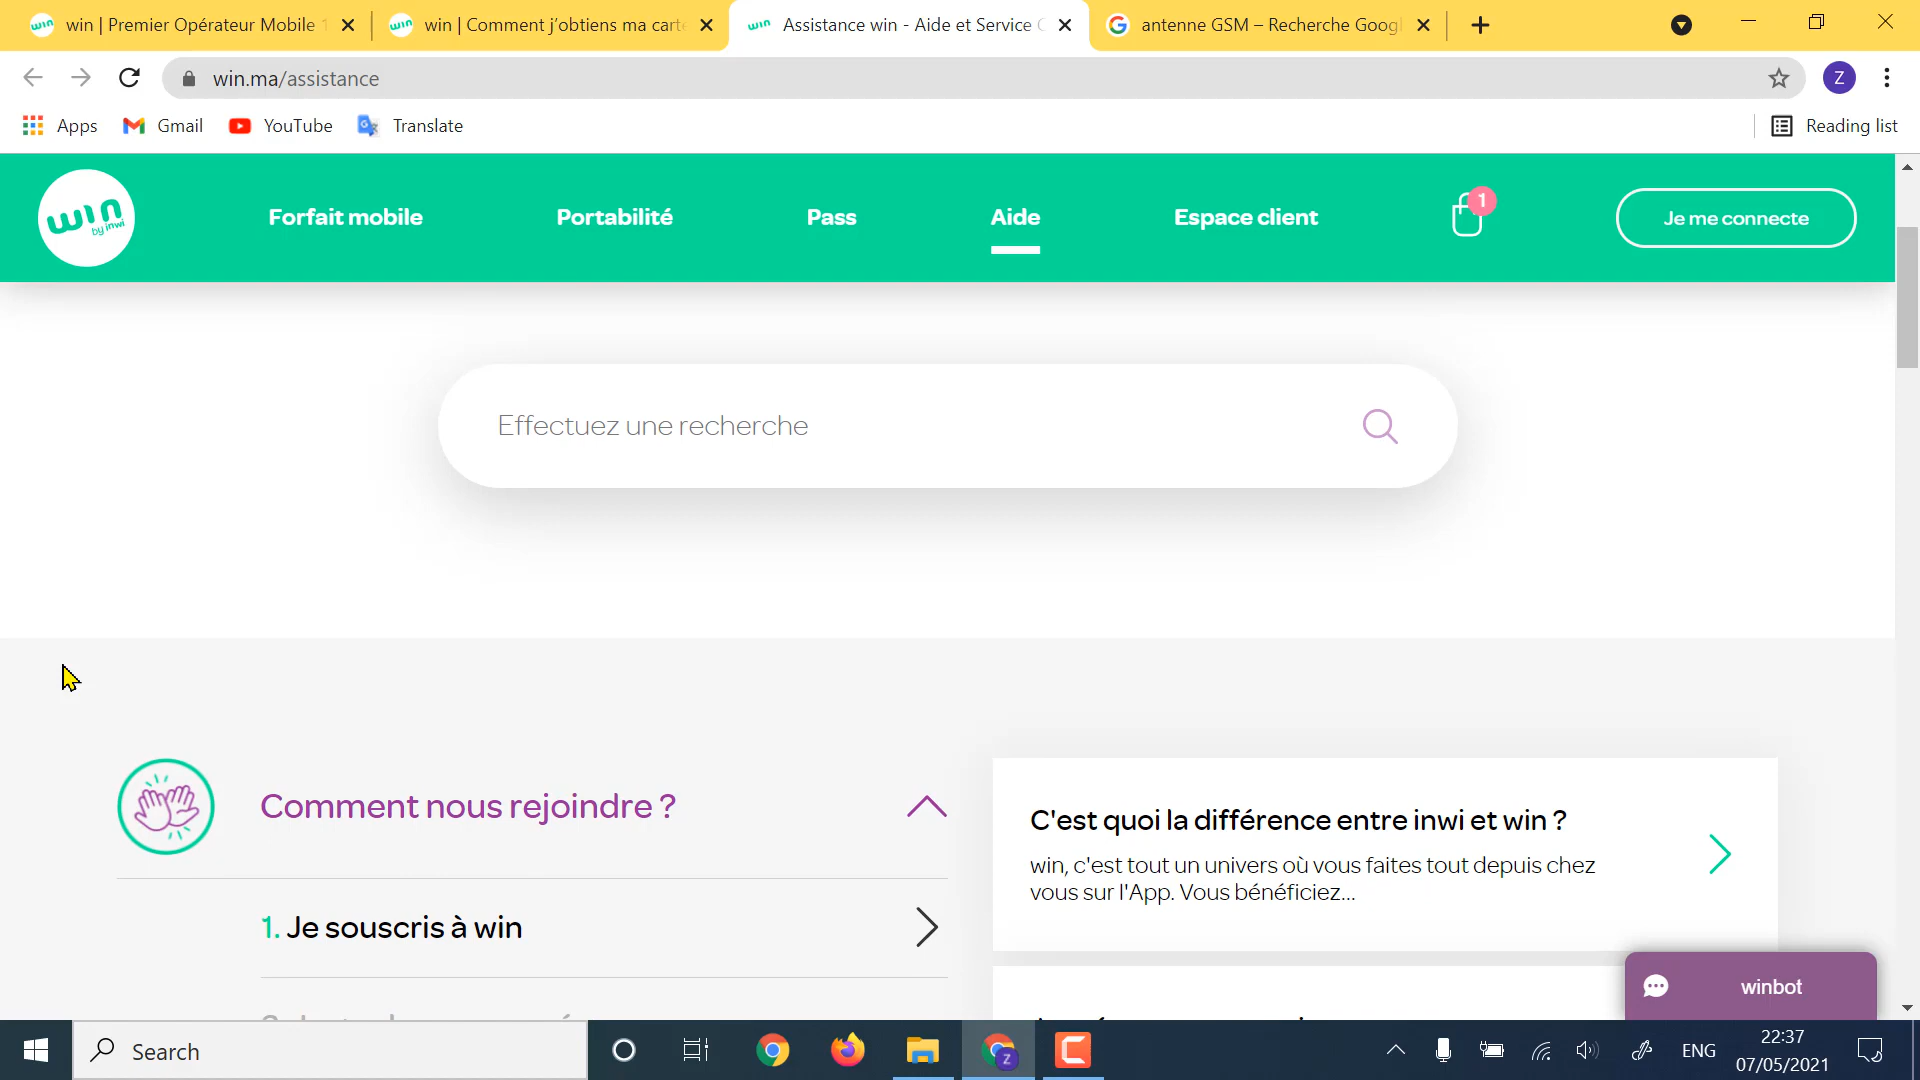 win | Premier Opérateur Mobile
win | Comment j'obtiens ma carte
Assistance win - Aide et Service
antenne GSM – Recherche Googl
win.ma/assistance
Z
Apps
Gmail
YouTube
Translate
Reading list
win
by inwi
Forfait mobile
Portabilité
Pass
Aide
Espace client
1
Je me connecte
Effectuez une recherche
Comment nous rejoindre ?
1. Je souscris à win
C'est quoi la différence entre inwi et win ?
win, c'est tout un univers où vous faites tout depuis chez
vous sur l'App. Vous bénéficiez...
winbot
Search
ENG
22:37
07/05/2021